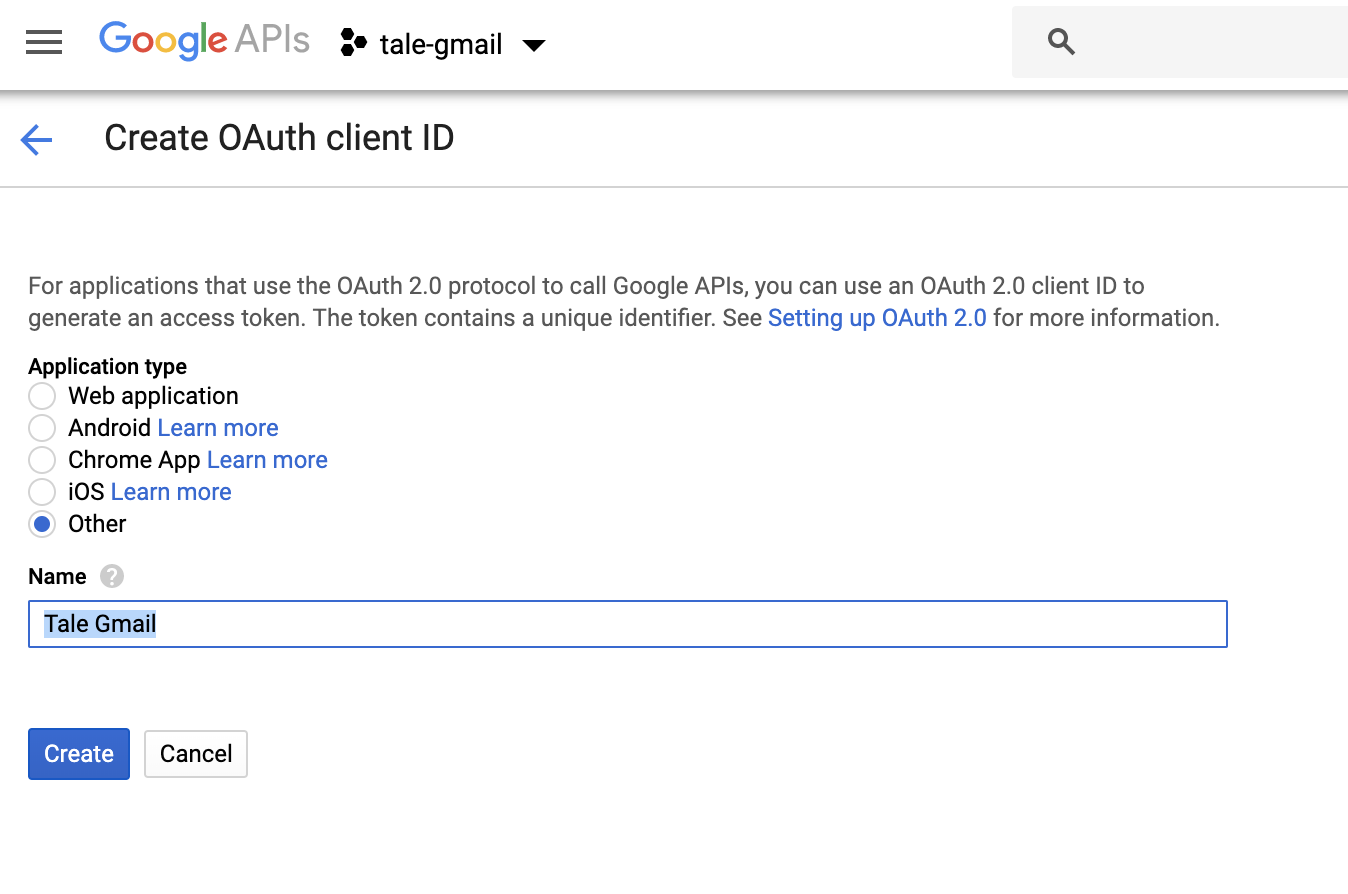 Google APIs tale-gmail
Create OAuth client ID
For applications that use the OAuth 2.0 protocol to call Google APIs, you can use an OAuth 2.0 client ID to
generate an access token. The token contains a unique identifier. See Setting up OAuth 2.0 for more information.
Application type
Web application
Android Learn more
Chrome App Learn more
iOS Learn more
Other
Name ?
Tale Gmail
Create Cancel